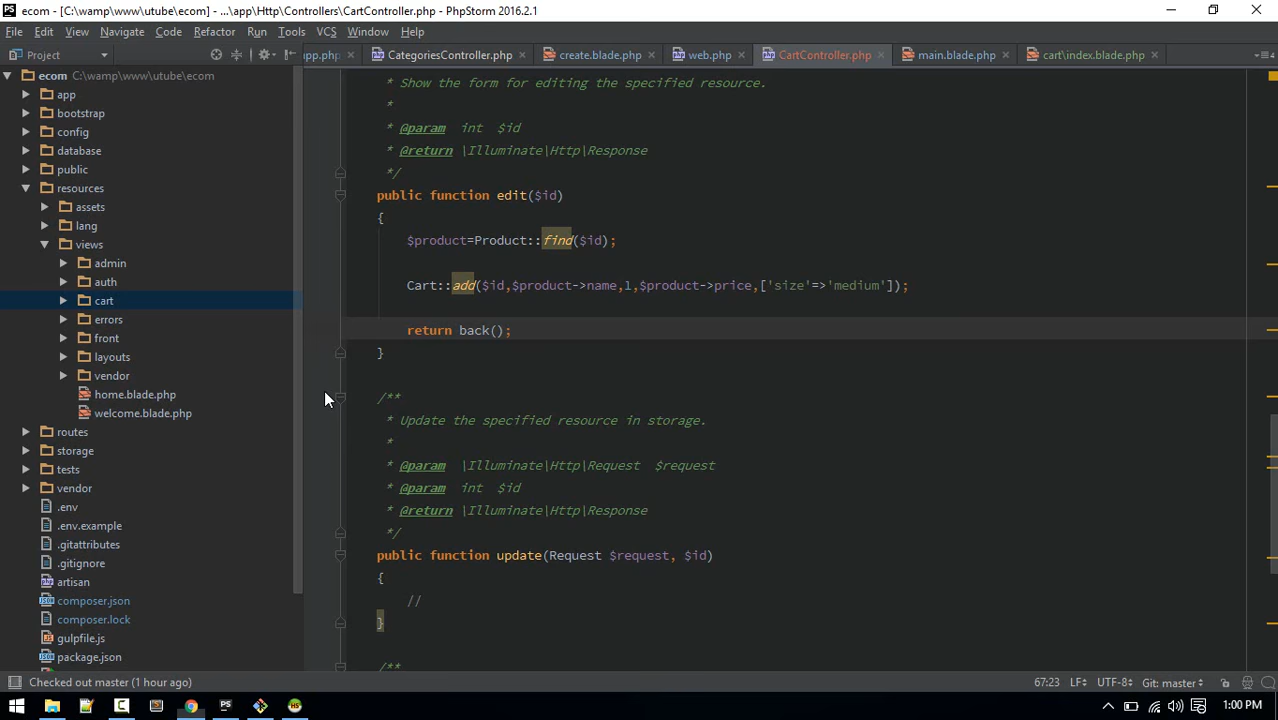 ecom - [C:\wamp\www\utube\ecom] - ...\app\Http\Controllers\CartController.php - PhpStorm 2016.2.1
File Edit View Navigate Code Refactor Run Tools VCS Window Help
Project
app.php CategoriesController.php create.blade.php web.php CartController.php main.blade.php cart\index.blade.php
ecom C:\wamp\www\utube\ecom
app
bootstrap
config
database
public
resources
assets
lang
views
admin
auth
cart
errors
front
layouts
vendor
home.blade.php
welcome.blade.php
routes
storage
tests
vendor
.env
.env.example
.gitattributes
.gitignore
artisan
composer.json
composer.lock
gulpfile.js
package.json
* Show the form for editing the specified resource.
*
* @param int $id
* @return \Illuminate\Http\Response
*/
public function edit($id)
{
$product=Product::find($id);
Cart::add($id,$product->name,1,$product->price,['size'=>'medium']);
return back();
}
/**
* Update the specified resource in storage.
*
* @param \Illuminate\Http\Request $request
* @param int $id
* @return \Illuminate\Http\Response
*/
public function update(Request $request, $id)
{
//
}
/**
Checked out master (1 hour ago) 67:23 LF÷ UTF-8÷ Git: master÷
1:00 PM